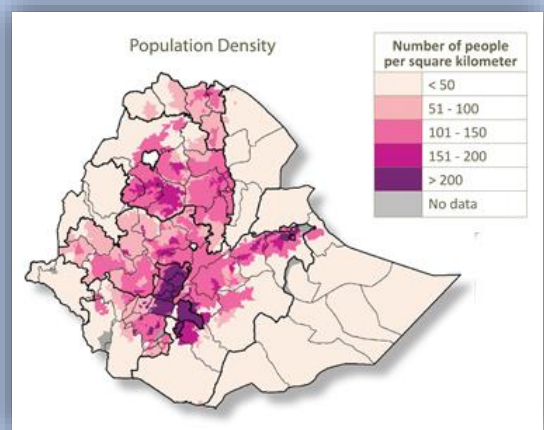 Population Density
Number of people
per square kilometer
< 50
51 - 100
101 - 150
151 - 200
> 200
No data